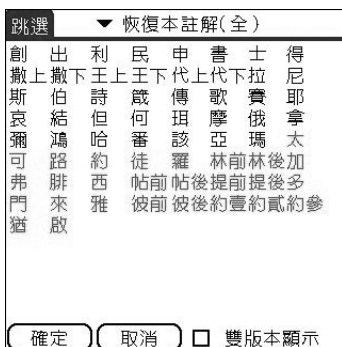 跳選 ▼ 恢復本註解(全)
創 出 利 民 申 書 士 得
撒上 撒下 王上 王下 代上 代下 拉 尼
斯 伯 詩 箴 傳 歌 賽 耶
哀 結 但 何 珥 摩 俄 拿
彌 鴻 哈 番 該 亞 瑪 太
可 路 約 徒 羅 林前 林後 加
弗 腓 西 帖前 帖後 提前 提後 多
門 來 雅 彼前 彼後 約壹 約貳 約參
猶 啟
確定 取消 □ 雙版本顯示